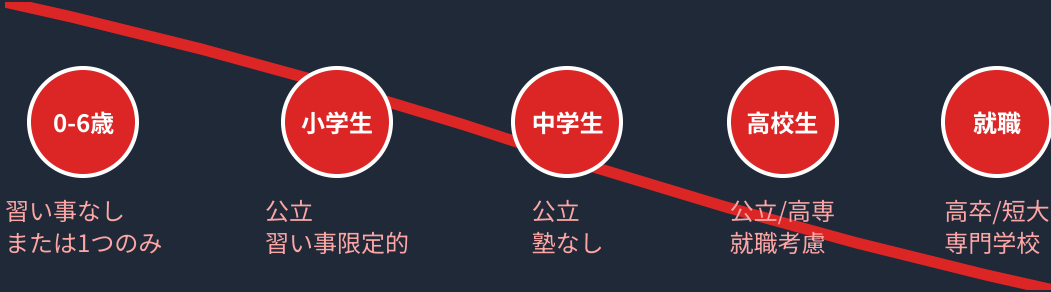 0-6歳
小学生
中学生
高校生
就職
習い事なし
または1つのみ
公立
習い事限定的
公立
塾なし
公立/高専
就職考慮
高卒/短大
専門学校